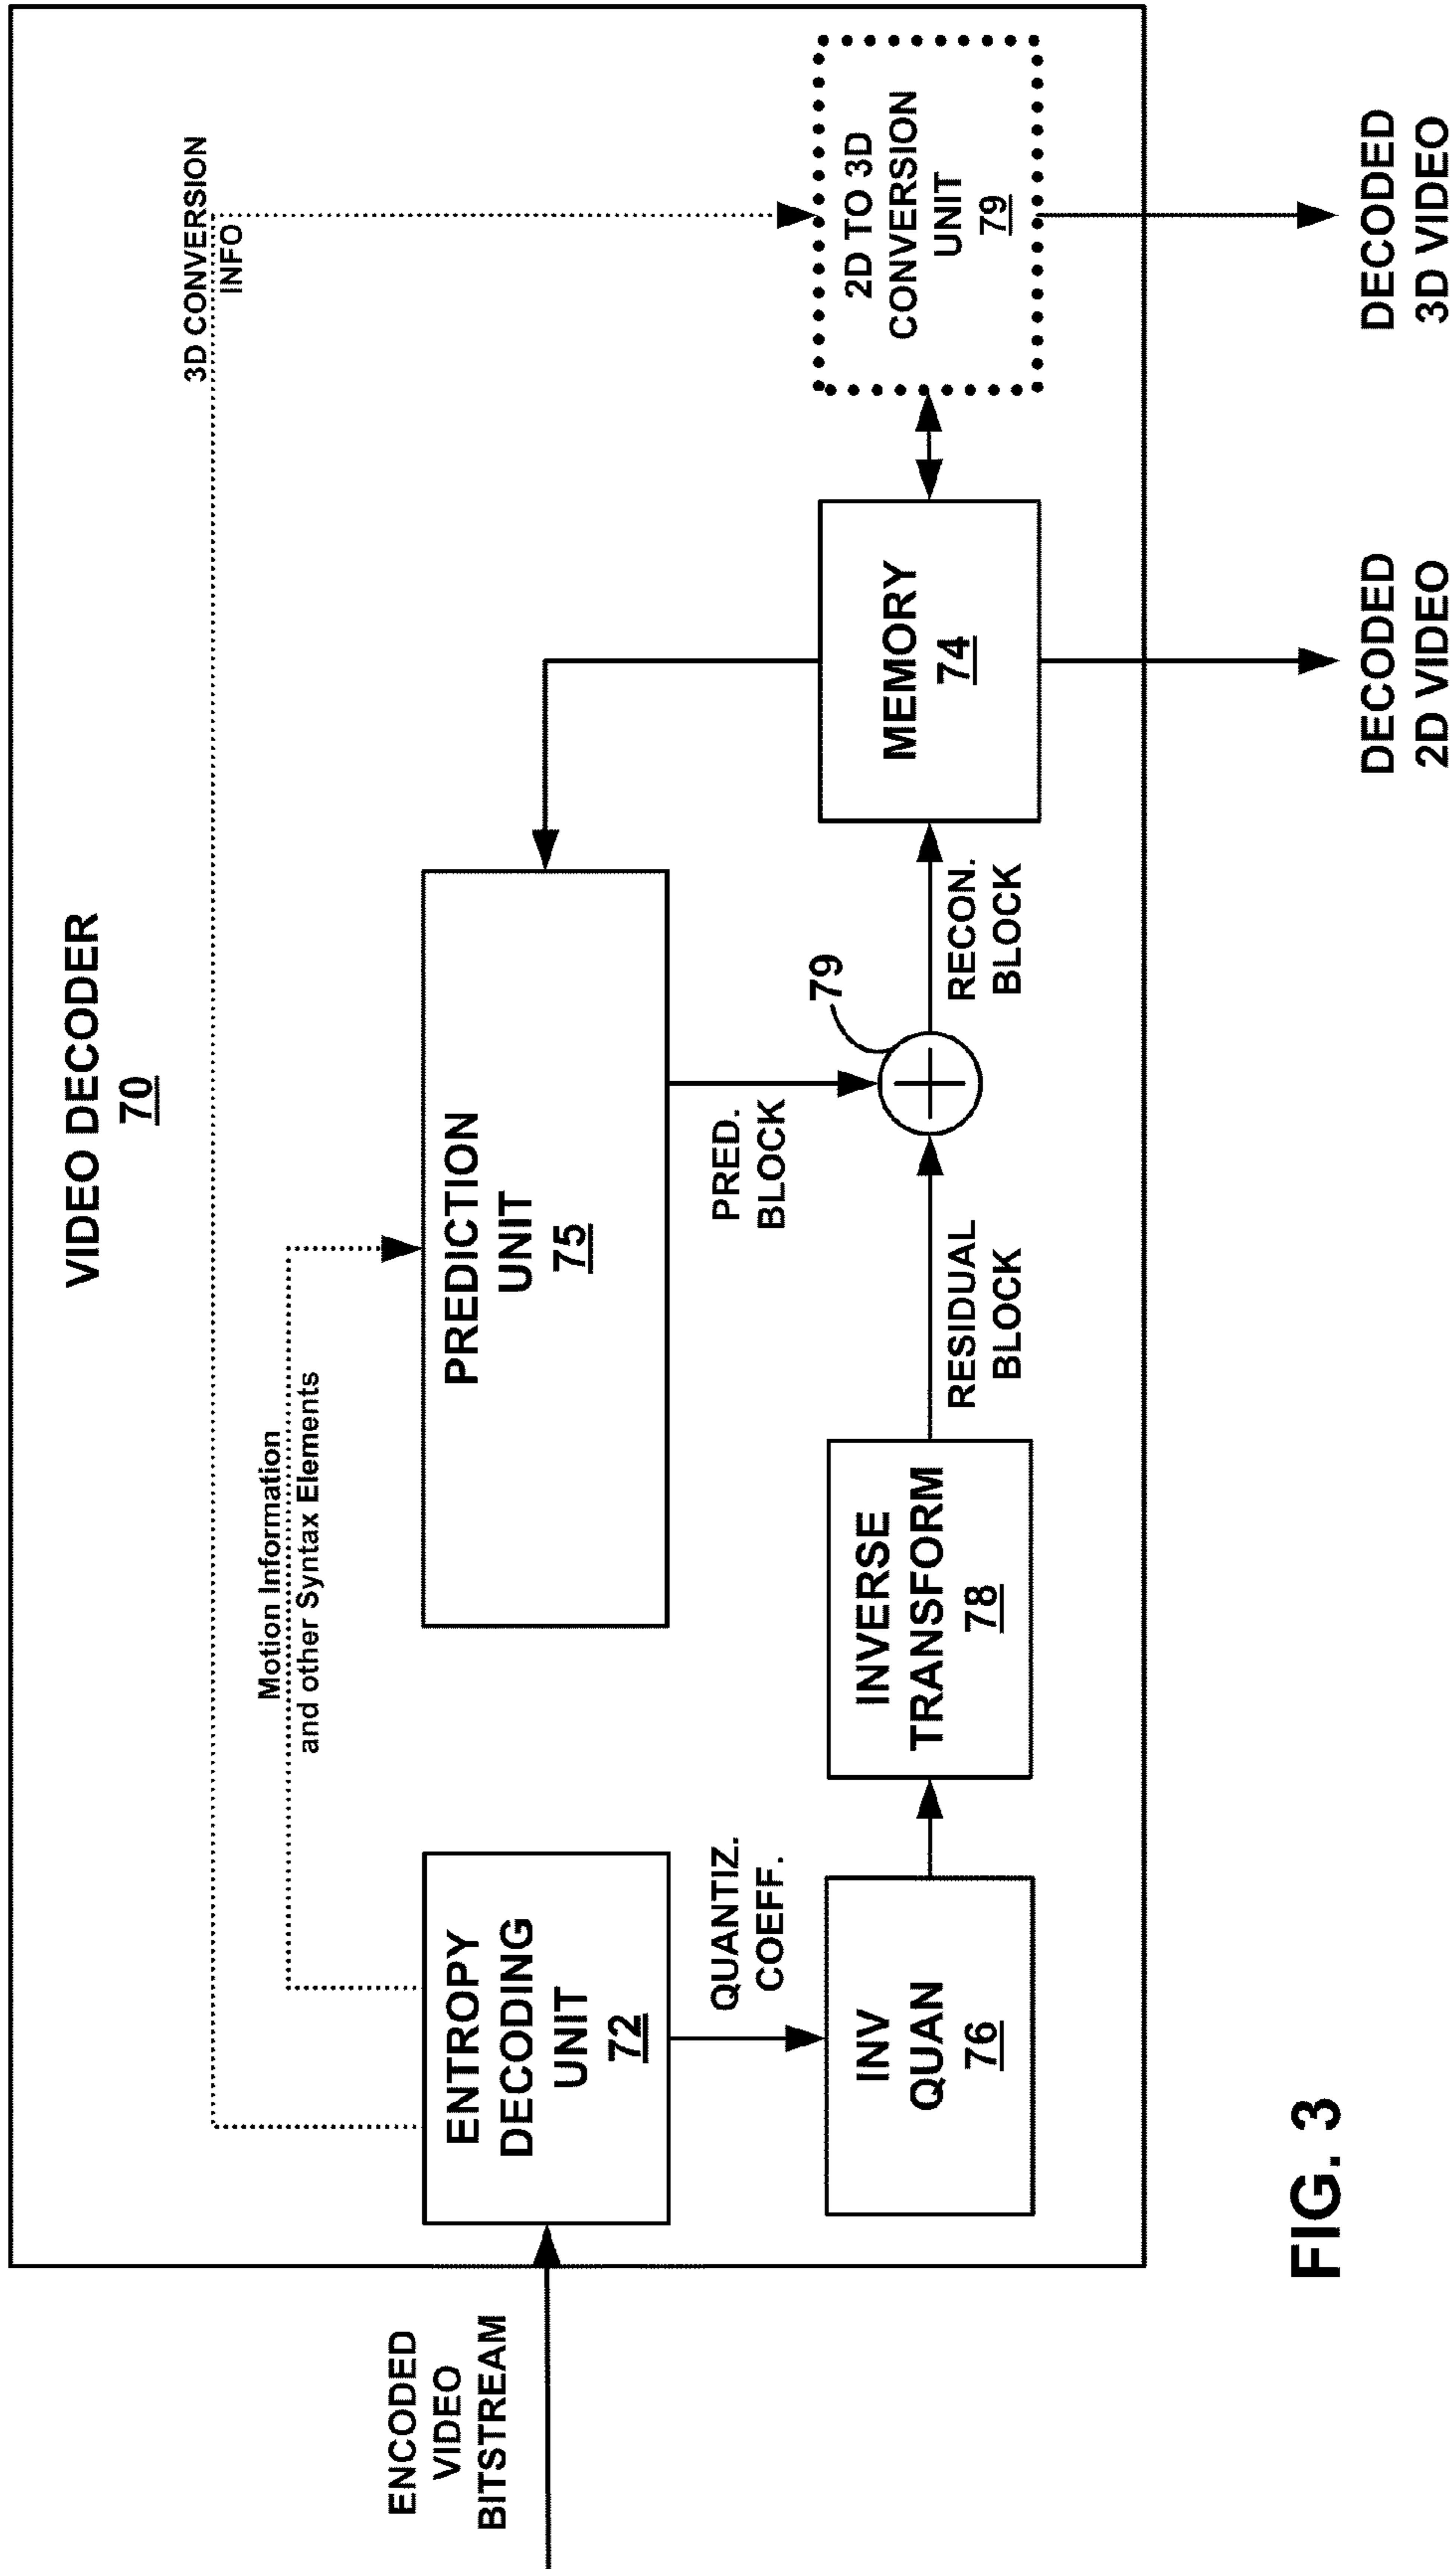 VIDEO DECODER
70
3D CONVERSION
INFO
Motion Information
and other Syntax Elements
ENCODED
VIDEO
BITSTREAM
ENTROPY
DECODING
UNIT
72
PREDICTION
UNIT
75
QUANTIZ.
COEFF.
PRED.
BLOCK
79
INV
QUAN
76
INVERSE
TRANSFORM
78
RESIDUAL
BLOCK
RECON.
BLOCK
MEMORY
74
2D TO 3D
CONVERSION
UNIT
79
DECODED
2D VIDEO
DECODED
3D VIDEO
FIG. 3